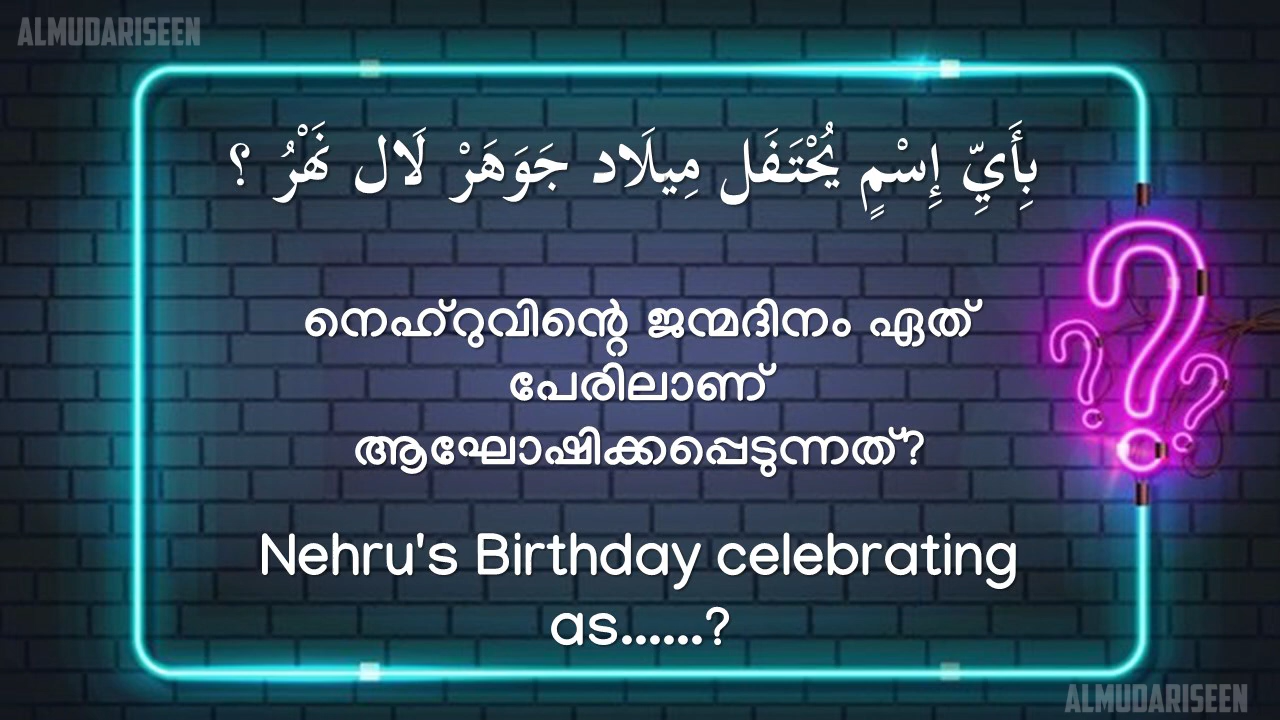 ALMUDARISEEN
بِأَيِّ إِسْمٍ يُحْتَفَل مِيلَاد جَوَهَرْ لَال نَهْرُ ؟
നെഹ്റുവിന്റെ ജന്മദിനം ഏത്
പേരിലാണ്
ആഘോഷിക്കപ്പെടുന്നത്?
Nehru's Birthday celebrating
as......?
ALMUDARISEEN